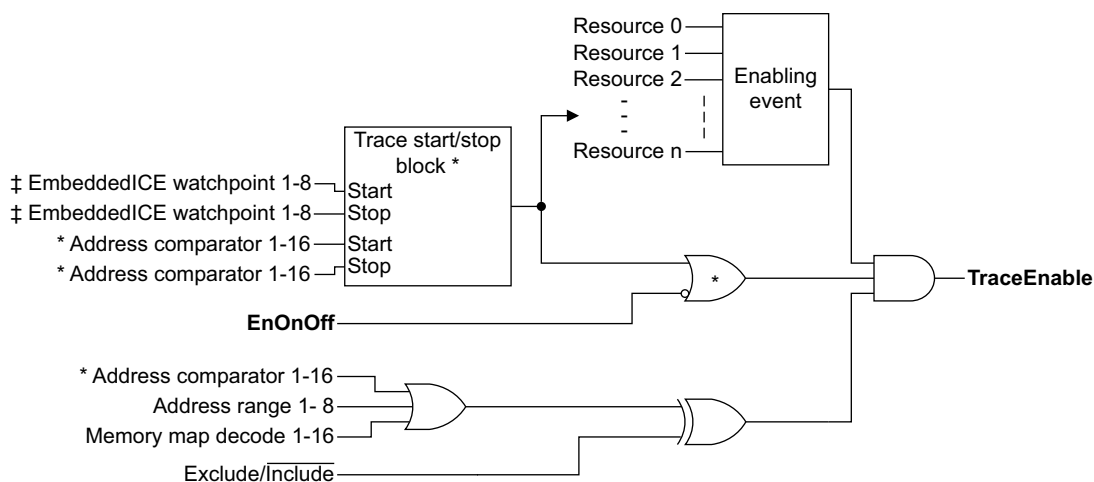 Resource 0
Resource 1
Resource 2
Resource n
Enabling
event
Trace start/stop
block *
‡ EmbeddedICE watchpoint 1-8
Start
‡ EmbeddedICE watchpoint 1-8
Stop
* Address comparator 1-16
Start
* Address comparator 1-16
Stop
*
TraceEnable
EnOnOff
* Address comparator 1-16
Address range 1- 8
Memory map decode 1-16
Exclude/Include